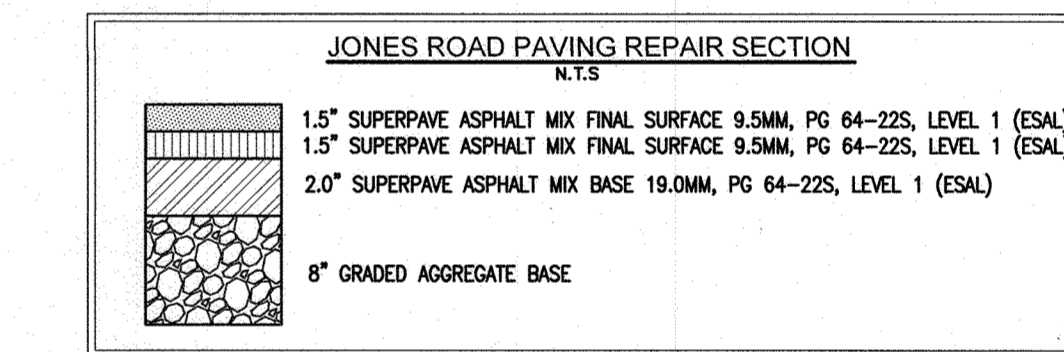 JONES ROAD PAVING REPAIR SECTION
N.T.S
1.5" SUPERPAVE ASPHALT MIX FINAL SURFACE 9.5MM, PG 64-22S, LEVEL 1 (ESAL)
1.5" SUPERPAVE ASPHALT MIX FINAL SURFACE 9.5MM, PG 64-22S, LEVEL 1 (ESAL)
2.0" SUPERPAVE ASPHALT MIX BASE 19.0MM, PG 64-22S, LEVEL 1 (ESAL)
8" GRADED AGGREGATE BASE